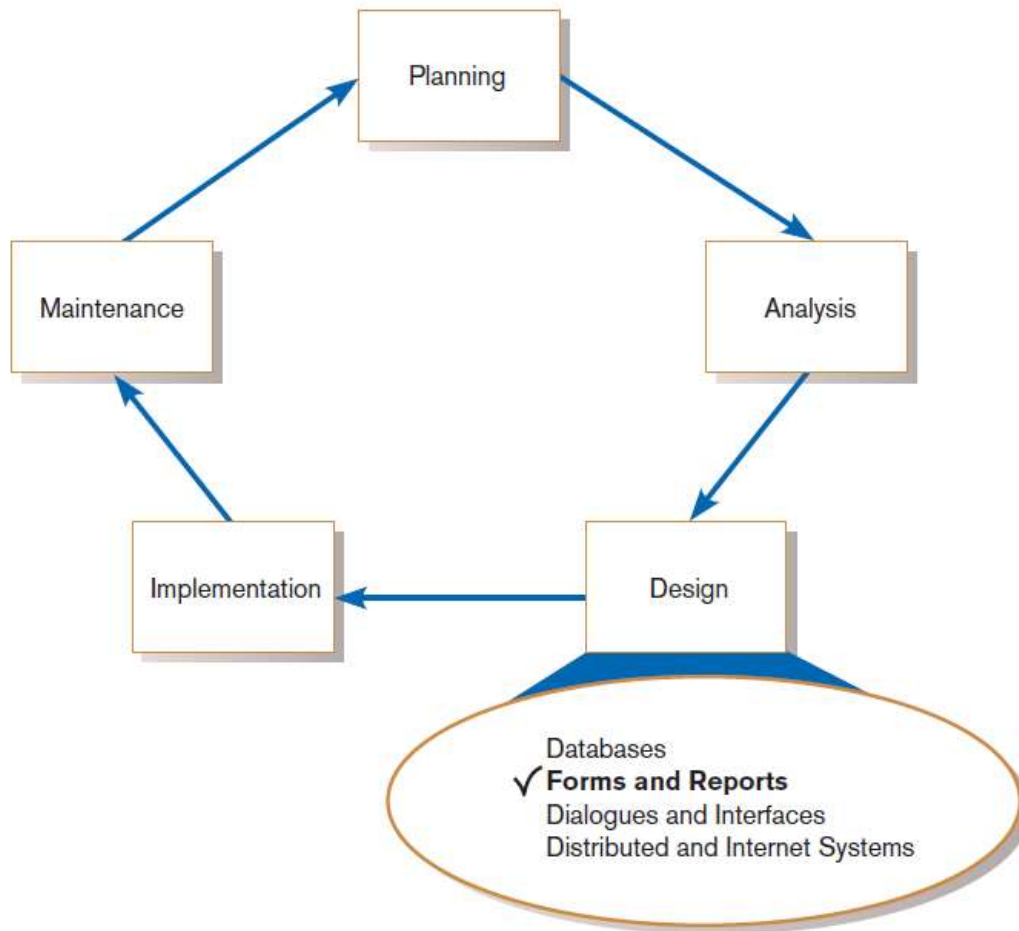 Planning
Maintenance
Analysis
Implementation
Design
Databases
✓ Forms and Reports
Dialogues and Interfaces
Distributed and Internet Systems